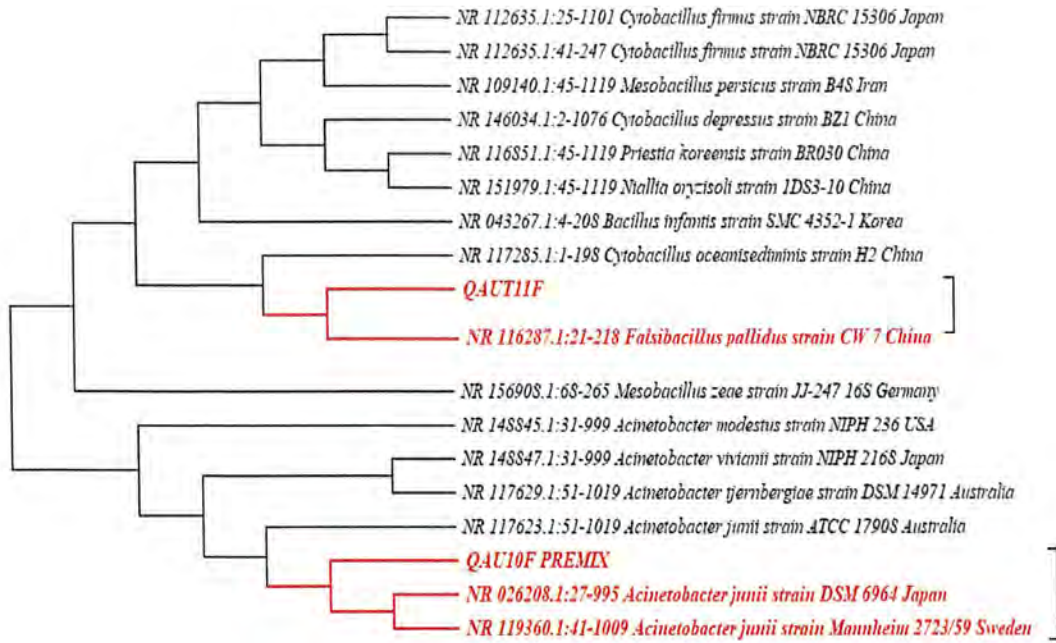 NR 112635.1:25-1101 Cytobacillus firmus strain NBRC 15306 Japan
NR 112635.1:41-247 Cytobacillus firmus strain NBRC 15306 Japan
NR 109140.1:45-1119 Mesobacillus persicus strain B48 Iran
NR 146034.1:2-1076 Cytobacillus depressus strain BZ1 China
NR 116851.1:45-1119 Priestia koreensis strain BR030 China
NR 151979.1:45-1119 Niallia oryzisoli strain 1DS3-10 China
NR 043267.1:4-208 Bacillus infantis strain SMC 4352-1 Korea
NR 117285.1:1-198 Cytobacillus oceanisediminis strain H2 China
QAUT11F
NR 116287.1:21-218 Falsibacillus pallidus strain CW 7 China
NR 156908.1:68-265 Mesobacillus zeae strain JJ-247 16S Germany
NR 148845.1:31-999 Acinetobacter modestus strain NIPH 236 USA
NR 148847.1:31-999 Acinetobacter vivianii strain NIPH 2168 Japan
NR 117629.1:51-1019 Acinetobacter tjernbergiae strain DSM 14971 Australia
NR 117623.1:51-1019 Acinetobacter junii strain ATCC 17908 Australia
QAU10F PREMIX
NR 026208.1:27-995 Acinetobacter junii strain DSM 6964 Japan
NR 119360.1:41-1009 Acinetobacter junii strain Mannheim 2723/59 Sweden